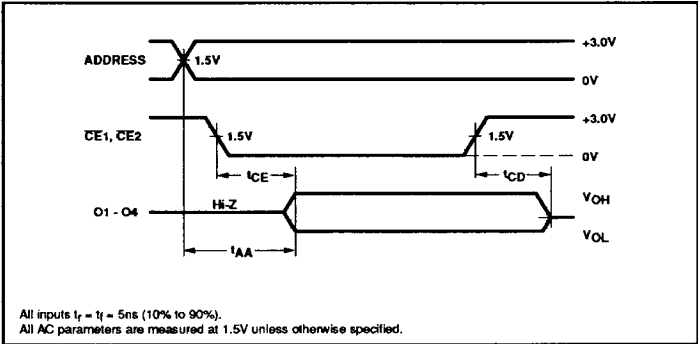 +3.0V
ADDRESS
1.5V
0V
+3.0V
C̅E̅1, C̅E̅2
1.5V
1.5V
0V
tCE
tCD
Hi-Z
VOH
O1 - O4
VOL
tAA
All inputs tr = tf = 5ns (10% to 90%).
All AC parameters are measured at 1.5V unless otherwise specified.